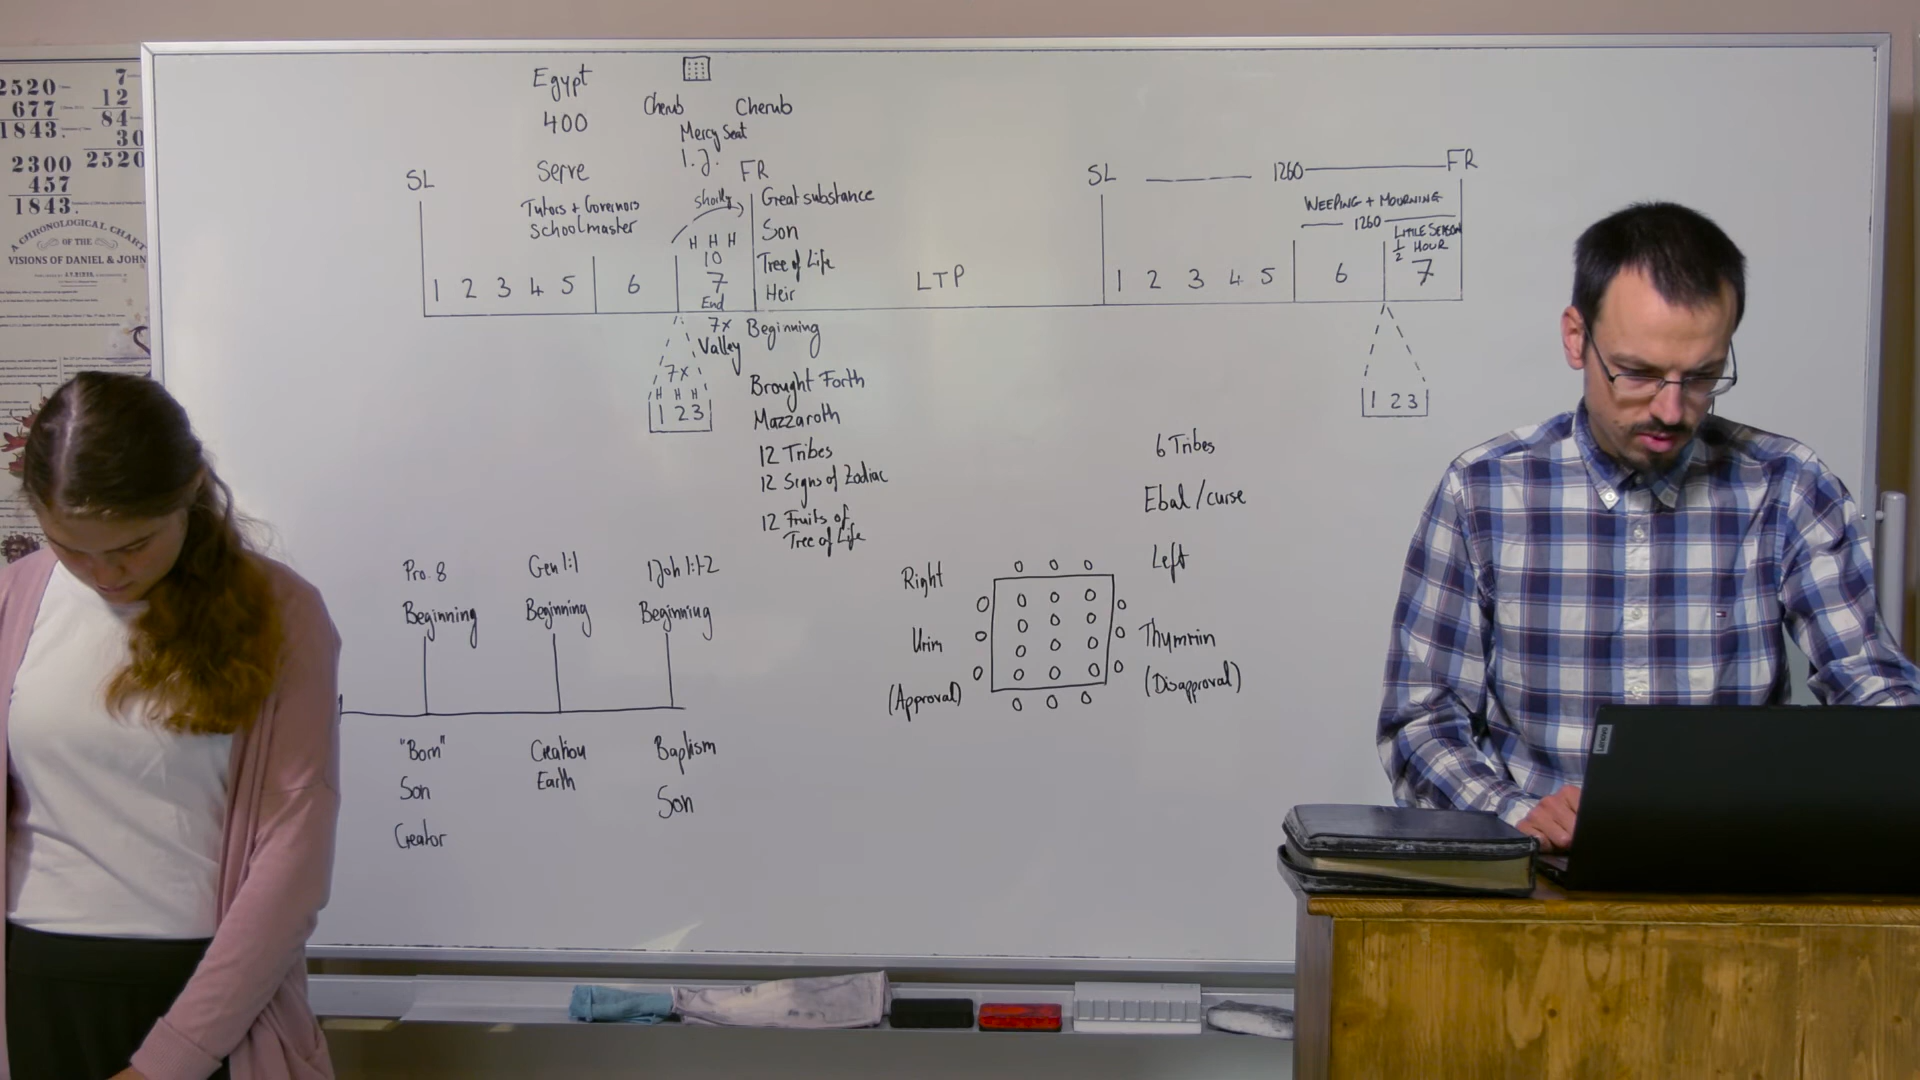 2520
677
1843.
2300
457
1843.
7
12
84
30
2520
A CHRONOLOGICAL CHART
OF THE
VISIONS OF DANIEL & JOHN
Egypt
400
Serve
Tutors + Governors
Schoolmaster
Cherub Cherub
Mercy Seat
1.J.
SL
FR
shortly
Great substance
Son
Tree of Life
Heir
H H H
10
7
End
1 2 3 4 5 6
7x
Valley
Beginning
7x
H H H
1 2 3
Brought Forth
Mazzaroth
12 Tribes
12 Signs of Zodiac
12 Fruits of
Tree of Life
LTP
SL 1260 FR
WEEPING + MOURNING
1260
LITTLE SEASON
1/2 HOUR
1 2 3 4 5 6 7
1 2 3
6 Tribes
Ebal/curse
Left
Right
Urim
(Approval)
Thymrin
(Disapproval)
Pro. 8
Beginning
Gen 1:1
Beginning
1Joh 1:1-2
Beginning
"Born"
Son
Creator
Creation
Earth
Baptism
Son
Lenovo